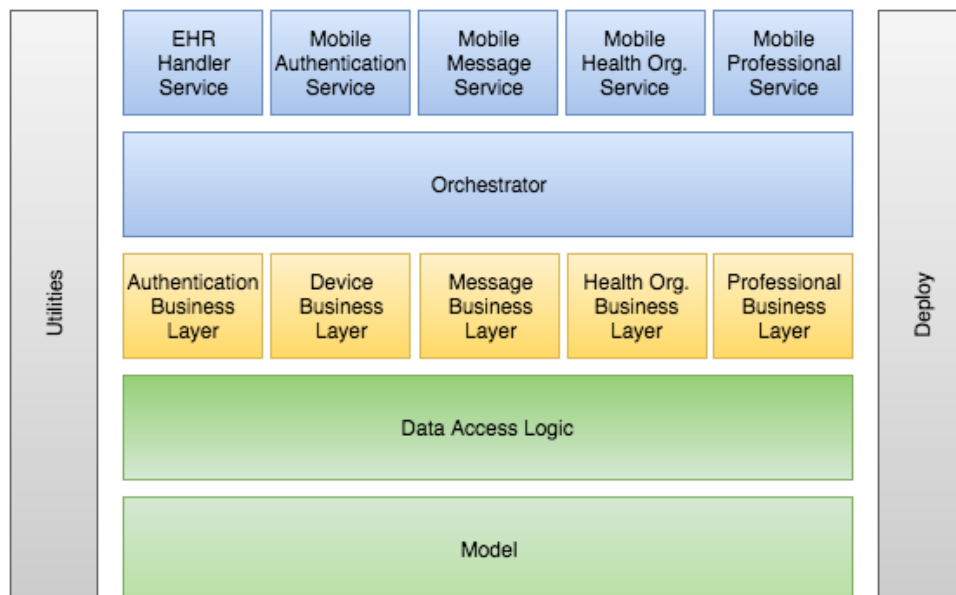 EHR
Handler
Service
Mobile
Authentication
Service
Mobile
Message
Service
Mobile
Health Org.
Service
Mobile
Professional
Service
Orchestrator
Utilities
Deploy
Authentication
Business
Layer
Device
Business
Layer
Message
Business
Layer
Health Org.
Business
Layer
Professional
Business
Layer
Data Access Logic
Model